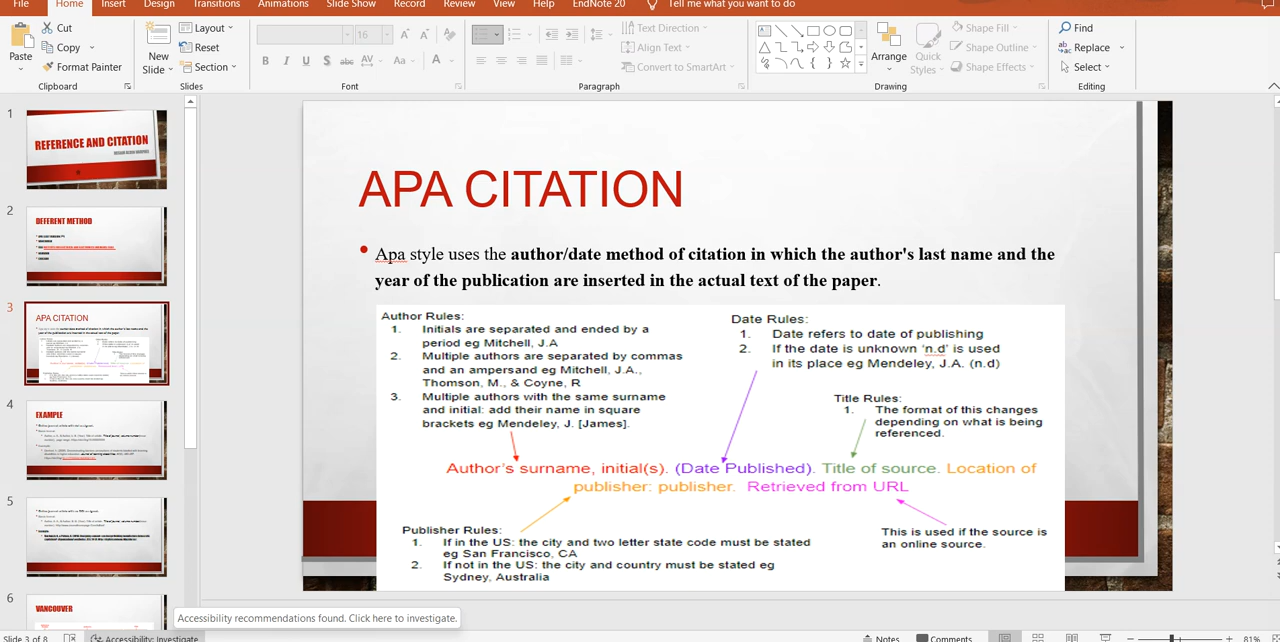 File Home Insert Design Transitions Animations Slide Show Record Review View Help EndNote 20 Tell me what you want to do
Paste
Cut
Copy
Format Painter
Clipboard
New
Slide
Layout
Reset
Section
Slides
16
B I U S abc AV Aa A
Font
Text Direction
Align Text
Convert to SmartArt
Paragraph
Arrange
Quick
Styles
Shape Fill
Shape Outline
Shape Effects
Drawing
Find
Replace
Select
Editing
1
REFERENCE AND CITATION
2
DEFERENT METHOD
3
APA CITATION
4
EXAMPLE
5
6
VANCOUVER
APA CITATION
• Apa style uses the author/date method of citation in which the author's last name and the
year of the publication are inserted in the actual text of the paper.
Author Rules:
1. Initials are separated and ended by a
period eg Mitchell, J.A
2. Multiple authors are separated by commas
and an ampersand eg Mitchell, J.A.,
Thomson, M., & Coyne, R
3. Multiple authors with the same surname
and initial: add their name in square
brackets eg Mendeley, J. [James].
Date Rules:
1. Date refers to date of publishing
2. If the date is unknown ‘n.d’ is used
in its place eg Mendeley, J.A. (n.d)
Title Rules:
1. The format of this changes
depending on what is being
referenced.
Author’s surname, initial(s). (Date Published). Title of source. Location of
publisher: publisher. Retrieved from URL
Publisher Rules:
1. If in the US: the city and two letter state code must be stated
eg San Francisco, CA
2. If not in the US: the city and country must be stated eg
Sydney, Australia
This is used if the source is
an online source.
Accessibility recommendations found. Click here to investigate.
Slide 3 of 8
Accessibility: Investigate
Notes
Comments
81%